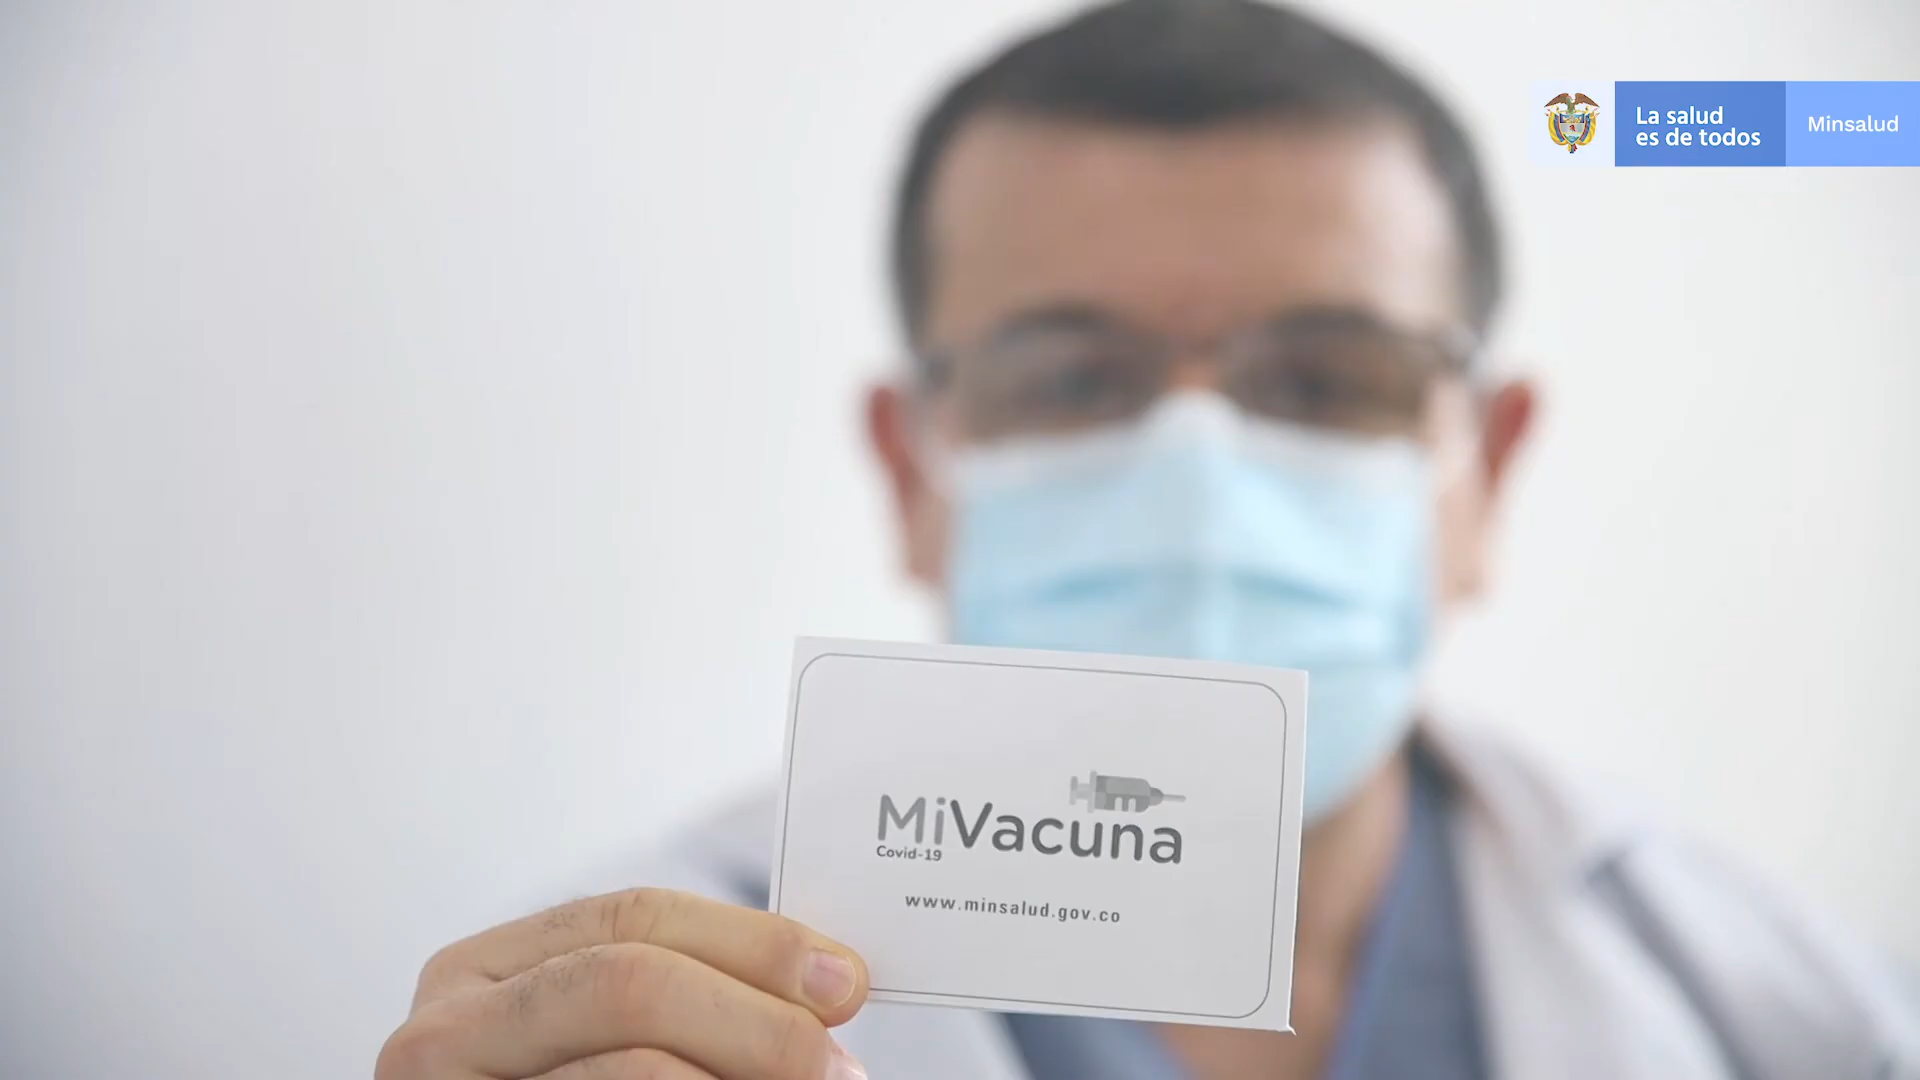 La salud
es de todos
Minsalud
MiVacuna
Covid-19
www.minsalud.gov.co